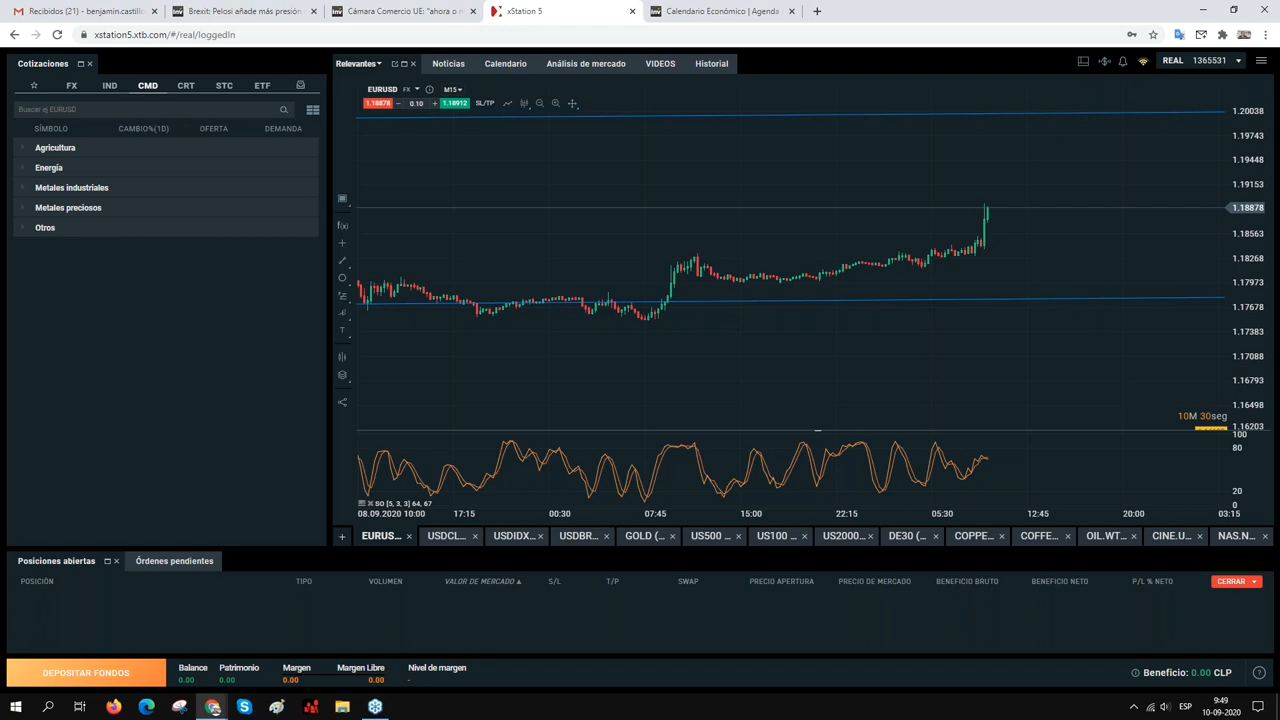 Recibidos (21) - benjamin.castillo
Brexit: Pelosi añade más presión
Cámara Comercio UE: "ahora o n
xStation 5
Calendario Económico | Agenda
xstation5.xtb.com/#/real/loggedIn
Cotizaciones
FX IND CMD CRT STC ETF
Buscar ej EURUSD
SÍMBOLO CAMBIO%(1D) OFERTA DEMANDA
Agricultura
Energía
Metales industriales
Metales preciosos
Otros
Relevantes Noticias Calendario Análisis de mercado VIDEOS Historial
REAL 1365531
EURUSD FX M15
1.18878 0.10 1.18912 SL/TP
1.20038
1.19743
1.19448
1.19153
1.18878
1.18563
1.18268
1.17973
1.17678
1.17383
1.17088
1.16793
1.16498
1.16203
10M 30seg
100
80
20
0
SO [5, 3, 3] 64, 67
08.09.2020 10:00 17:15 00:30 07:45 15:00 22:15 05:30 12:45 20:00 03:15
EURUS... USDCL... USDIDX... USDBR... GOLD (... US500 ... US100 ... US2000... DE30 (... COPPE... COFFE... OIL.WT... CINE.U... NAS.N...
Posiciones abiertas Órdenes pendientes
POSICIÓN TIPO VOLUMEN VALOR DE MERCADO S/L T/P SWAP PRECIO APERTURA PRECIO DE MERCADO BENEFICIO BRUTO BENEFICIO NETO P/L % NETO CERRAR
DEPOSITAR FONDOS
Balance Patrimonio Margen Margen Libre Nivel de margen
0.00 0.00 0.00 0.00 -
Beneficio: 0.00 CLP
ESP
9:49
10-09-2020